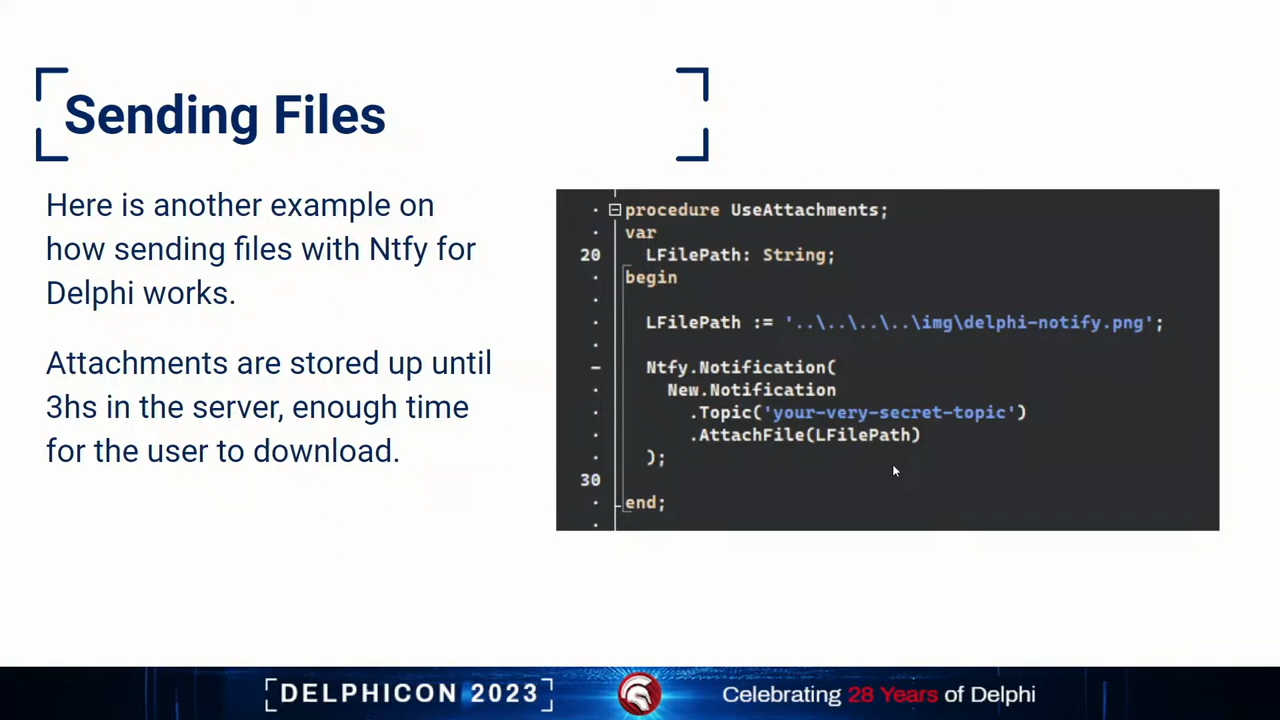 Sending Files
Here is another example on
how sending files with Ntfy for
Delphi works.
Attachments are stored up until
3hs in the server, enough time
for the user to download.
procedure UseAttachments;
var
20 LFilePath: String;
begin
LFilePath := '..\..\..\..\img\delphi-notify.png';
Ntfy.Notification(
New.Notification
.Topic('your-very-secret-topic')
.AttachFile(LFilePath)
);
30
end;
DELPHICON 2023
Celebrating 28 Years of Delphi